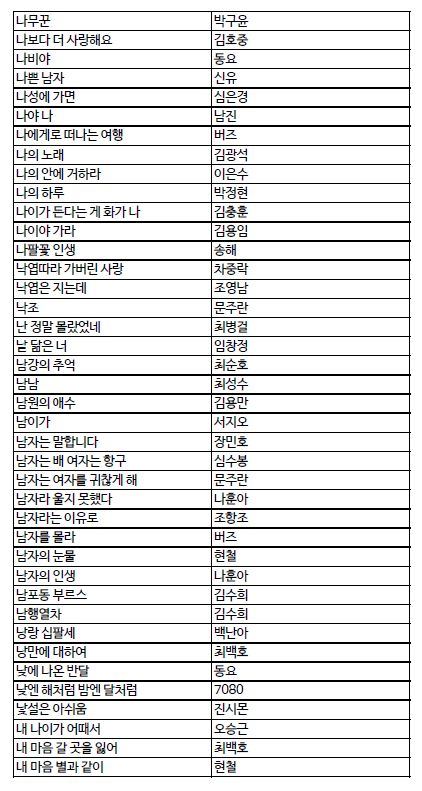 나무꾼 박구윤
나보다 더 사랑해요 김호중
나비야 동요
나쁜 남자 신유
나성에 가면 심은경
나야 나 남진
나에게로 떠나는 여행 버즈
나의 노래 김광석
나의 안에 거하라 이은수
나의 하루 박정현
나이가 든다는 게 화가 나 김충훈
나이야 가라 김용임
나팔꽃 인생 송해
낙엽따라 가버린 사랑 차중락
낙엽은 지는데 조영남
낙조 문주란
난 정말 몰랐었네 최병걸
날 닮은 너 임창정
남강의 추억 최순호
남남 최성수
남원의 애수 김용만
남이가 서지오
남자는 말합니다 장민호
남자는 배 여자는 항구 심수봉
남자는 여자를 귀찮게 해 문주란
남자라 울지 못했다 나훈아
남자라는 이유로 조항조
남자를 몰라 버즈
남자의 눈물 현철
남자의 인생 나훈아
남포동 부르스 김수희
남행열차 김수희
낭랑 십팔세 백난아
낭만에 대하여 최백호
낮에 나온 반달 동요
낮엔 해처럼 밤엔 달처럼 7080
낯설은 아쉬움 진시몬
내 나이가 어때서 오승근
내 마음 갈 곳을 잃어 최백호
내 마음 별과 같이 현철